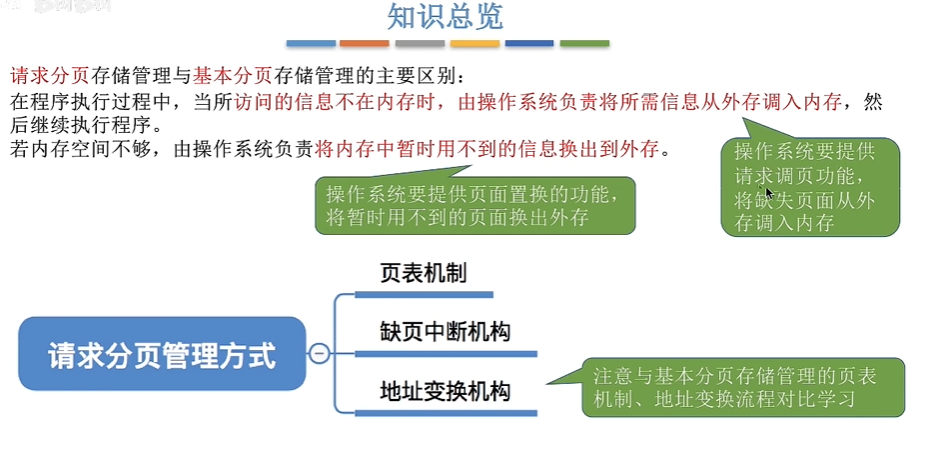 知识总览
请求分页存储管理与基本分页存储管理的主要区别：
在程序执行过程中，当所访问的信息不在内存时，由操作系统负责将所需信息从外存调入内存，然
后继续执行程序。
若内存空间不够，由操作系统负责将内存中暂时用不到的信息换出到外存。
操作系统要提供
请求调页功能，
将缺失页面从外
存调入内存
操作系统要提供页面置换的功能，
将暂时用不到的页面换出外存
请求分页管理方式
页表机制
缺页中断机构
地址变换机构
注意与基本分页存储管理的页表
机制、地址变换流程对比学习